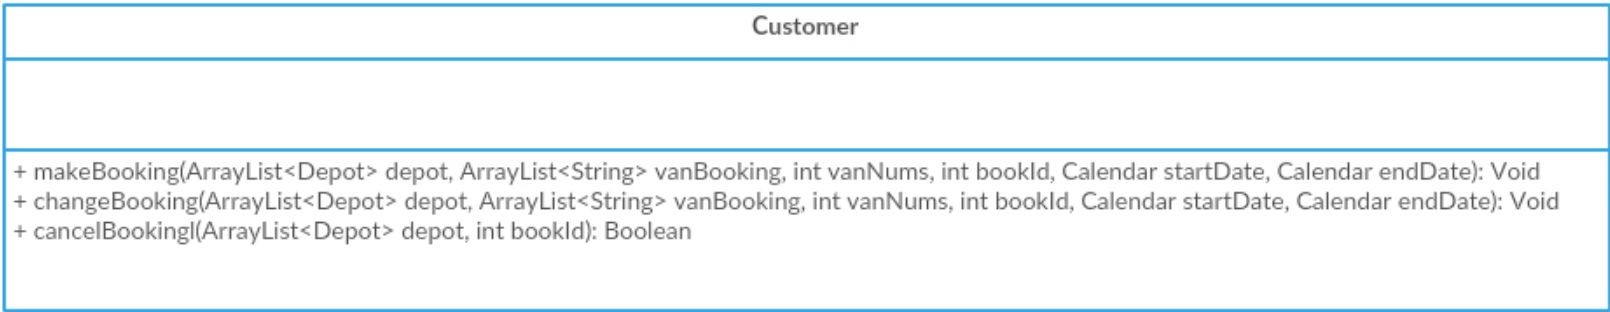 Customer
+ makeBooking(ArrayList<Depot> depot, ArrayList<String> vanBooking, int vanNums, int bookId, Calendar startDate, Calendar endDate): Void
+ changeBooking(ArrayList<Depot> depot, ArrayList<String> vanBooking, int vanNums, int bookId, Calendar startDate, Calendar endDate): Void
+ cancelBookingl(ArrayList<Depot> depot, int bookId): Boolean